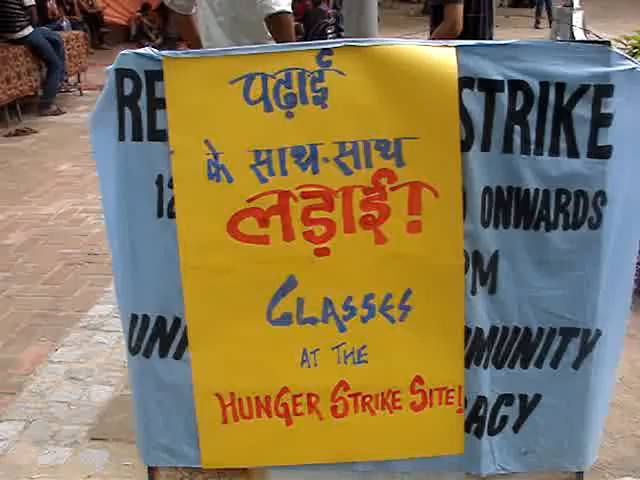 पढ़ाई
के साथ-साथ
लड़ाई!
CLASSES
AT THE
HUNGER STRIKE SITE!
RE STRIKE
12 ONWARDS
PM
UN MUNITY
ACY